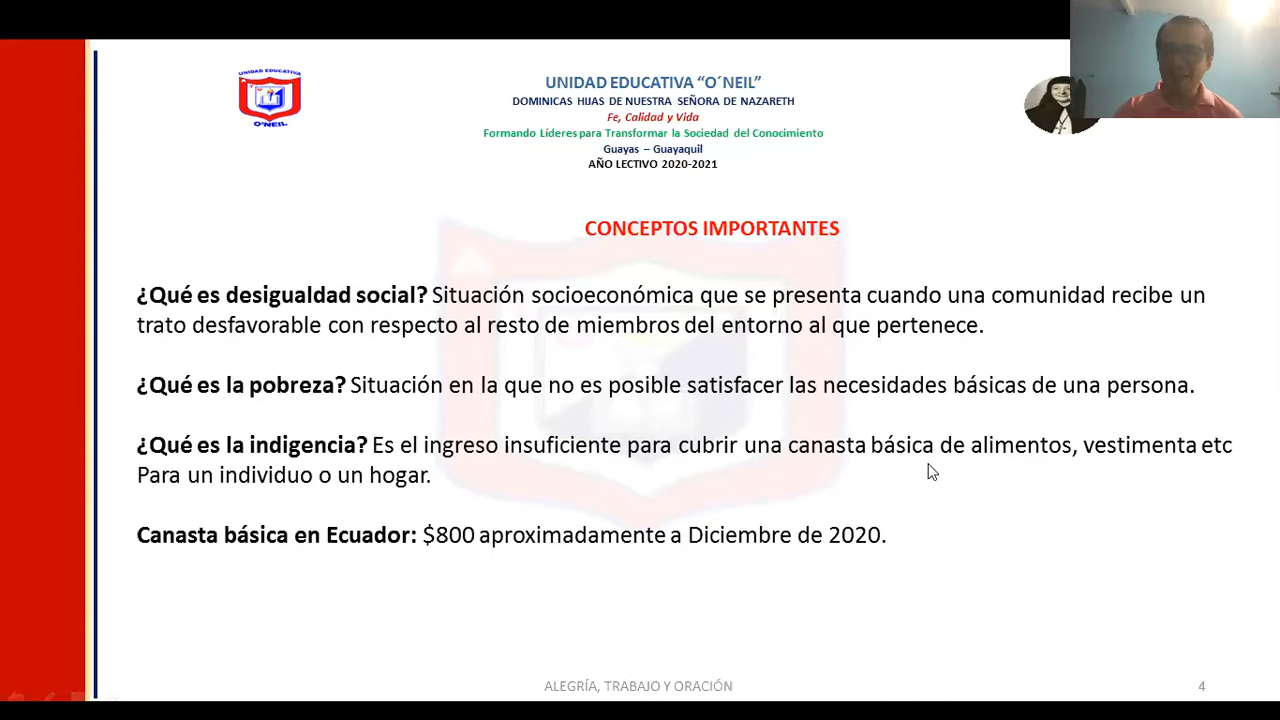 UNIDAD EDUCATIVA
O´NEIL
UNIDAD EDUCATIVA “O´NEIL”
DOMINICAS HIJAS DE NUESTRA SEÑORA DE NAZARETH
Fe, Calidad y Vida
Formando Líderes para Transformar la Sociedad del Conocimiento
Guayas – Guayaquil
AÑO LECTIVO 2020-2021
CONCEPTOS IMPORTANTES
¿Qué es desigualdad social? Situación socioeconómica que se presenta cuando una comunidad recibe un
trato desfavorable con respecto al resto de miembros del entorno al que pertenece.
¿Qué es la pobreza? Situación en la que no es posible satisfacer las necesidades básicas de una persona.
¿Qué es la indigencia? Es el ingreso insuficiente para cubrir una canasta básica de alimentos, vestimenta etc
Para un individuo o un hogar.
Canasta básica en Ecuador: $800 aproximadamente a Diciembre de 2020.
ALEGRÍA, TRABAJO Y ORACIÓN
4